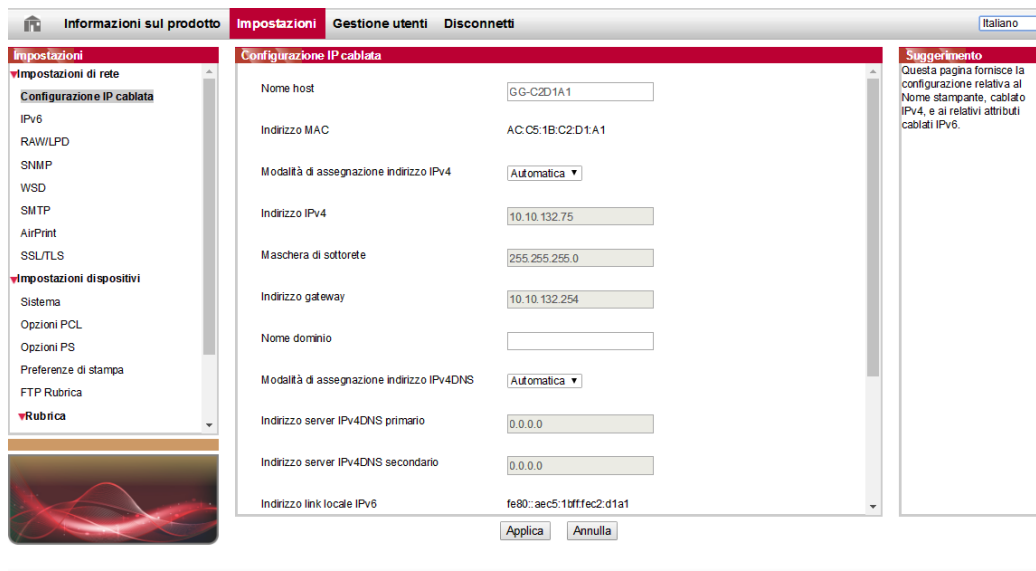 Informazioni sul prodotto Impostazioni Gestione utenti Disconnetti Italiano
Impostazioni
Impostazioni di rete
Configurazione IP cablata
IPv6
RAW/LPD
SNMP
WSD
SMTP
AirPrint
SSL/TLS
Impostazioni dispositivi
Sistema
Opzioni PCL
Opzioni PS
Preferenze di stampa
FTP Rubrica
Rubrica
Configurazione IP cablata
Nome host GG-C2D1A1
Indirizzo MAC AC:C5:1B:C2:D1:A1
Modalità di assegnazione indirizzo IPv4 Automatica
Indirizzo IPv4 10.10.132.75
Maschera di sottorete 255.255.255.0
Indirizzo gateway 10.10.132.254
Nome dominio
Modalità di assegnazione indirizzo IPv4DNS Automatica
Indirizzo server IPv4DNS primario 0.0.0.0
Indirizzo server IPv4DNS secondario 0.0.0.0
Indirizzo link locale IPv6 fe80::aec5:1bff:fec2:d1a1
Applica Annulla
Suggerimento
Questa pagina fornisce la
configurazione relativa al
Nome stampante, cablato
IPv4, e ai relativi attributi
cablati IPv6.